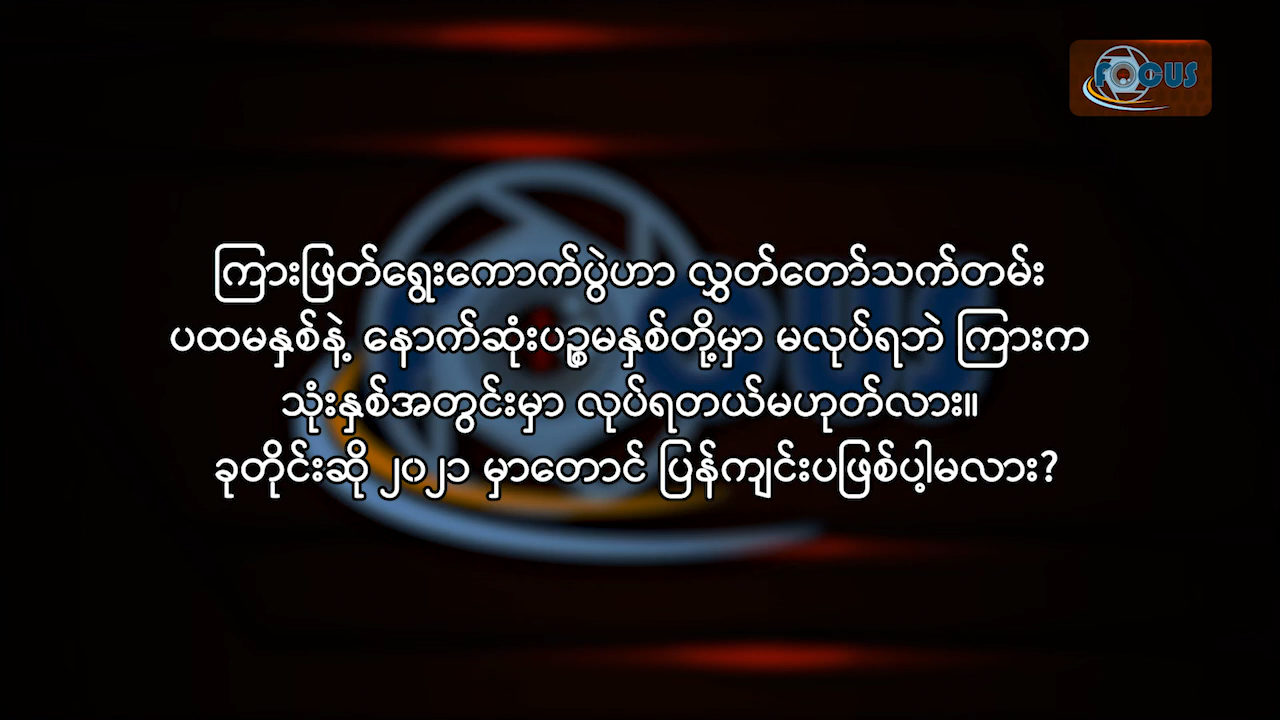 FOCUS
ကြားဖြတ်ရွေးကောက်ပွဲဟာ လွှတ်တော်သက်တမ်း
ပထမနှစ်နဲ့ နောက်ဆုံးပဉ္စမနှစ်တို့မှာ မလုပ်ရဘဲ ကြားက
သုံးနှစ်အတွင်းမှာ လုပ်ရတယ်မဟုတ်လား။
ခုတိုင်းဆို ၂၀၂၁ မှာတောင် ပြန်ကျင်းပဖြစ်ပါ့မလား?